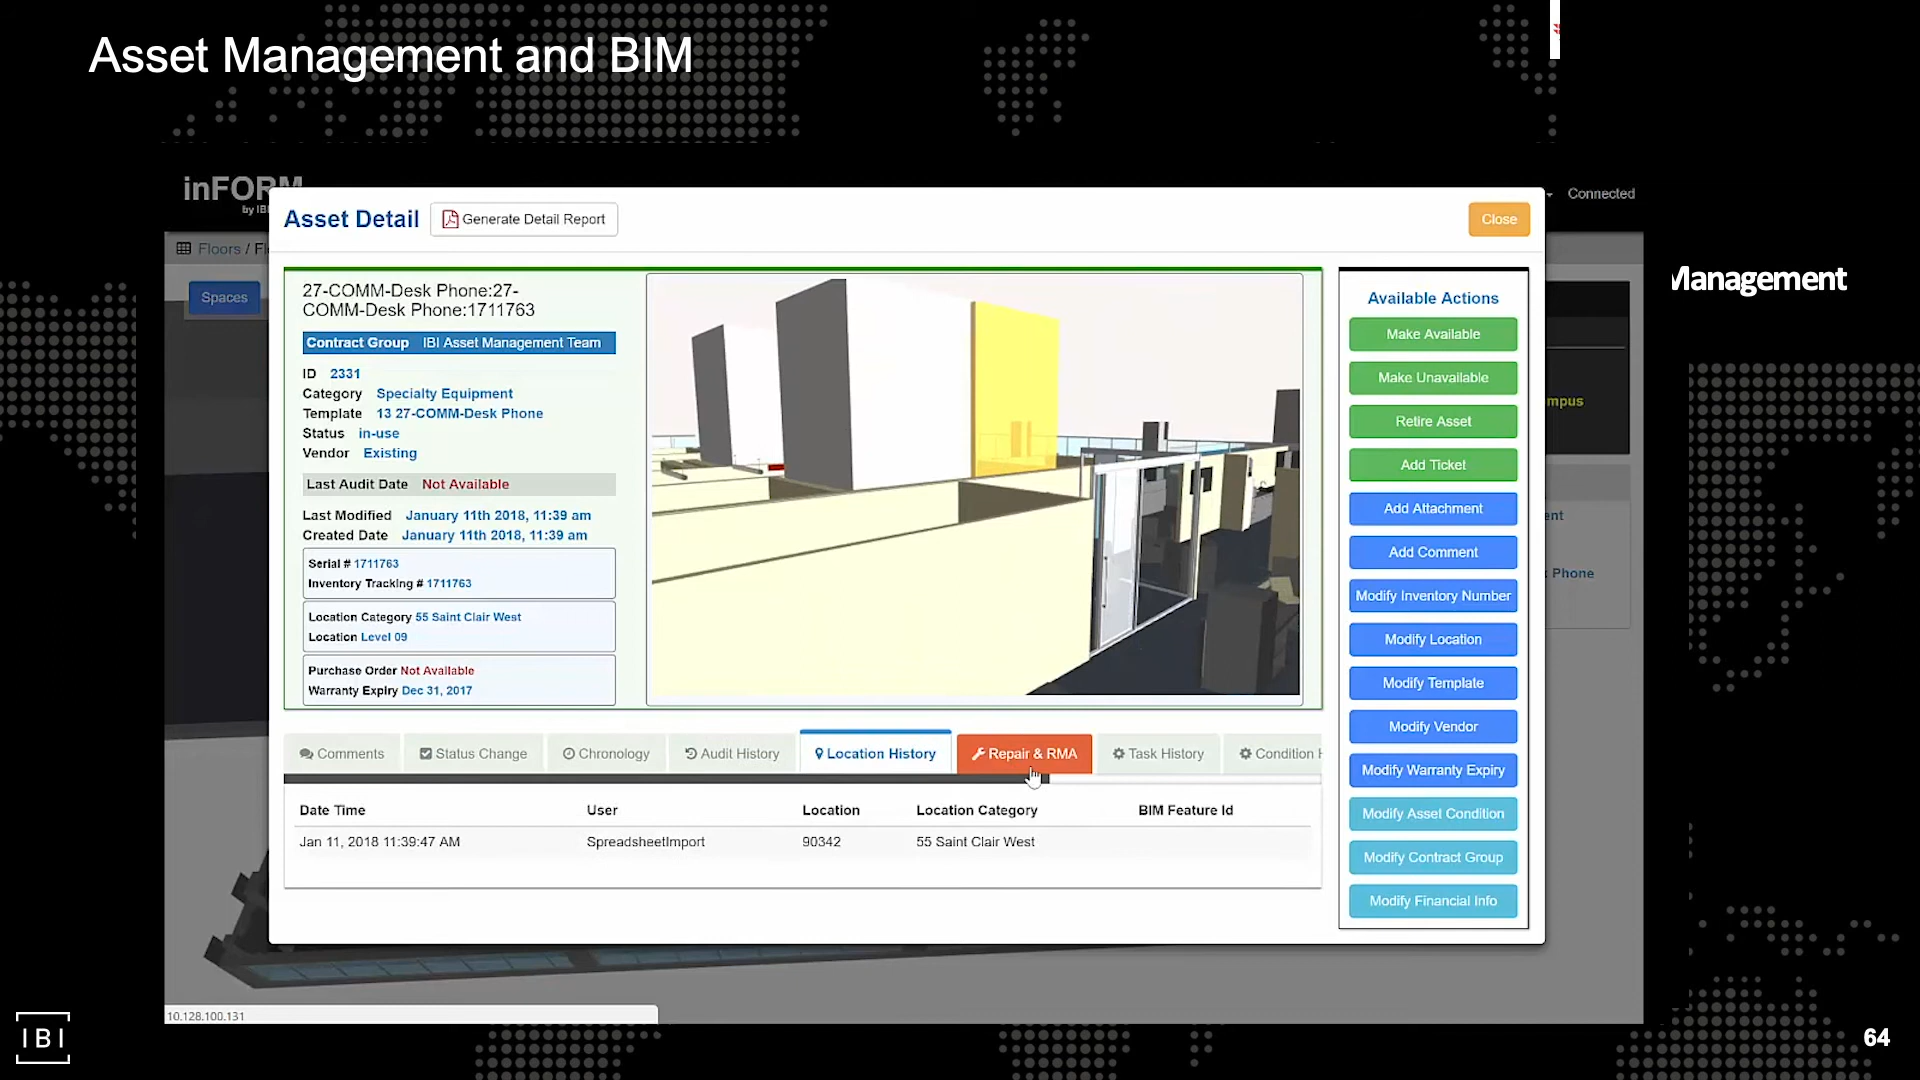 Asset Management and BIM
inFORM
by IBI
Connected
Floors /
Spaces
Management
Asset Detail
Generate Detail Report
Close
27-COMM-Desk Phone:27-
COMM-Desk Phone:1711763
Contract Group IBI Asset Management Team
ID 2331
Category Specialty Equipment
Template 13 27-COMM-Desk Phone
Status in-use
Vendor Existing
Last Audit Date Not Available
Last Modified January 11th 2018, 11:39 am
Created Date January 11th 2018, 11:39 am
Serial # 1711763
Inventory Tracking # 1711763
Location Category 55 Saint Clair West
Location Level 09
Purchase Order Not Available
Warranty Expiry Dec 31, 2017
Available Actions
Make Available
Make Unavailable
Retire Asset
Add Ticket
Add Attachment
Add Comment
Modify Inventory Number
Modify Location
Modify Template
Modify Vendor
Modify Warranty Expiry
Modify Asset Condition
Modify Contract Group
Modify Financial Info
mpus
ent
Phone
Comments
Status Change
Chronology
Audit History
Location History
Repair & RMA
Task History
Condition
Date Time User Location Location Category BIM Feature Id
Jan 11, 2018 11:39:47 AM SpreadsheetImport 90342 55 Saint Clair West
10.128.100.131
IBI
64